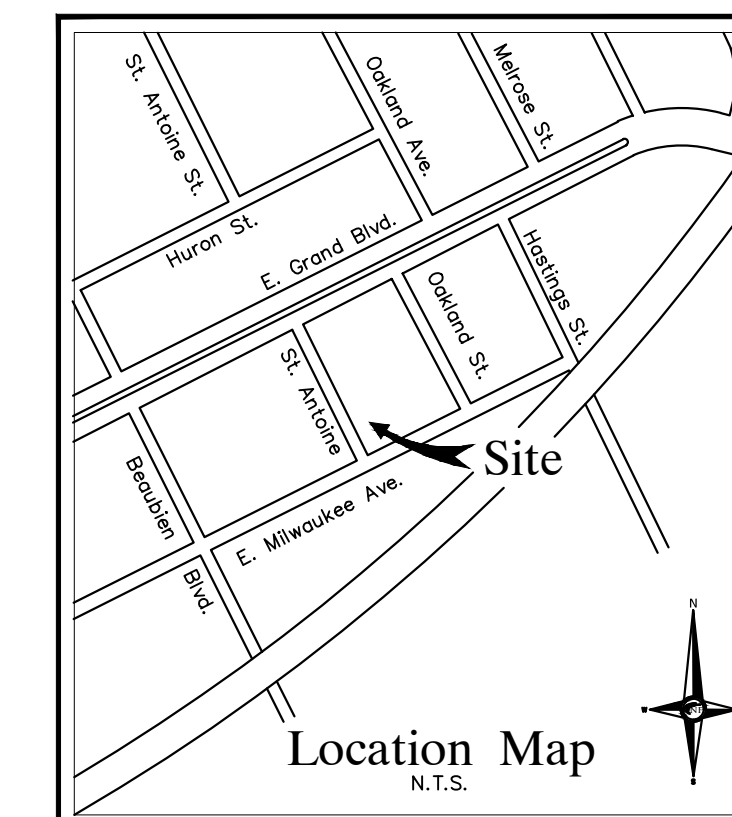 St. Antoine St.
Oakland Ave.
Melrose St.
Huron St.
E. Grand Blvd.
Hastings St.
Oakland St.
St. Antoine
Site
Beaubien
Blvd.
E. Milwaukee Ave.
N
W
S
Location Map
N.T.S.